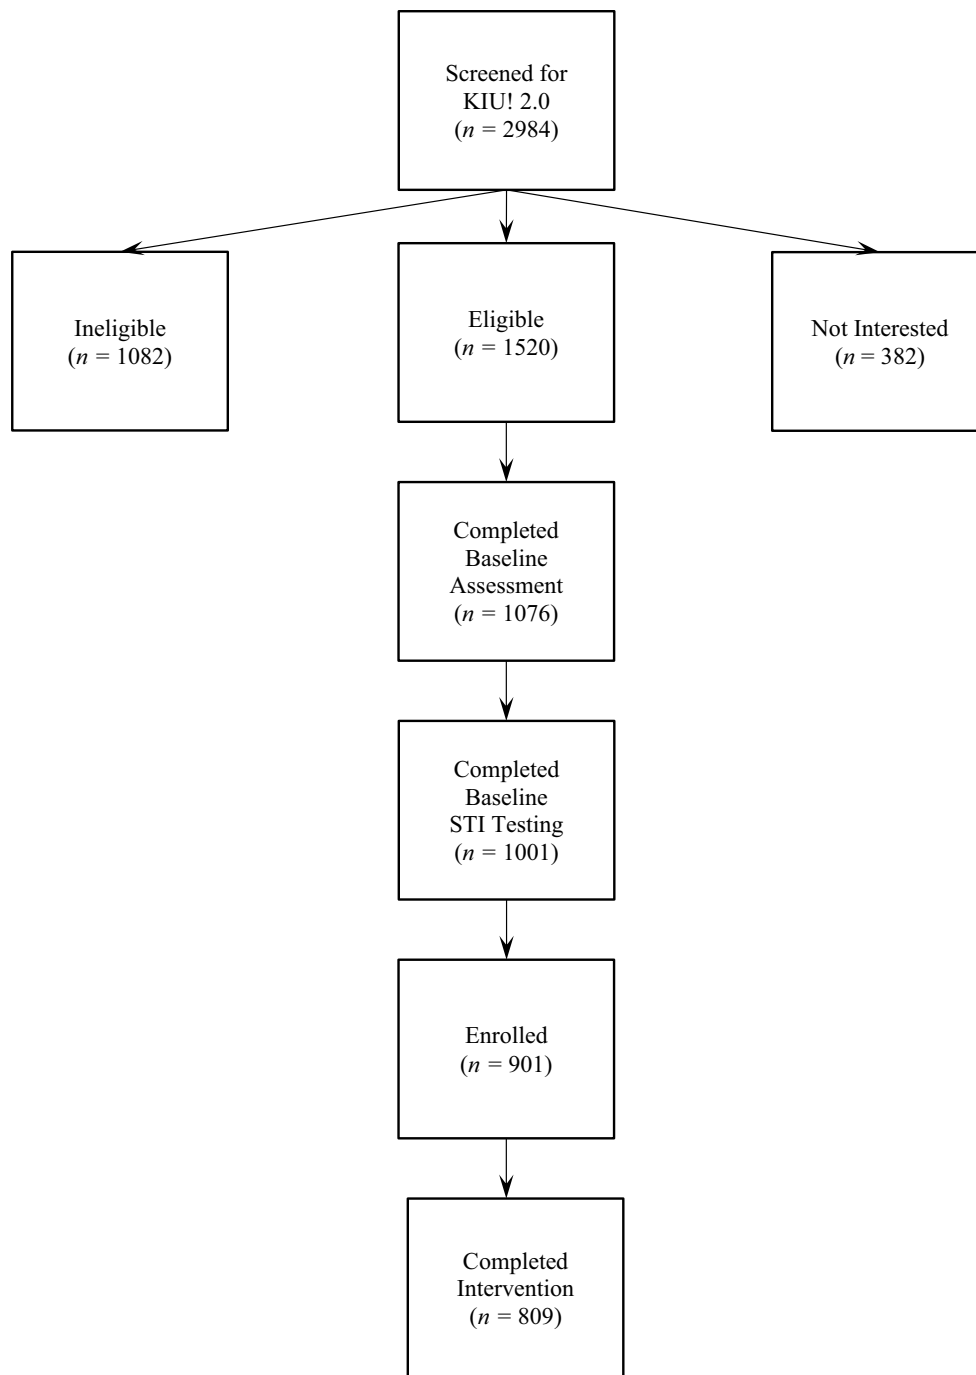 Screened for
KIU! 2.0
(n = 2984)
Ineligible
(n = 1082)
Eligible
(n = 1520)
Not Interested
(n = 382)
Completed
Baseline
Assessment
(n = 1076)
Completed
Baseline
STI Testing
(n = 1001)
Enrolled
(n = 901)
Completed
Intervention
(n = 809)